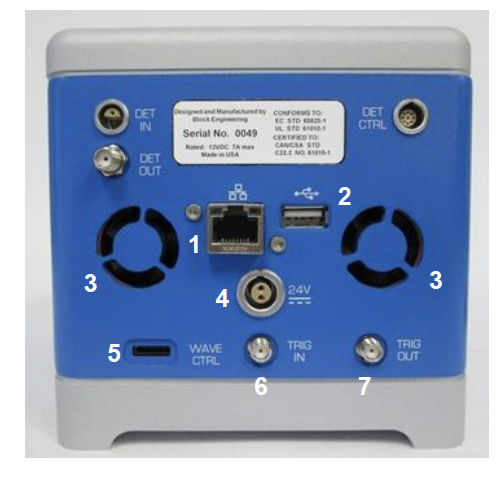 Designed and Manufactured by
Block Engineering
Serial No. 0049
Rated: 12VDC 7A max
Made in USA
CONFORMS TO:
EC STD 60825-1
UL STD 61010-1
CERTIFIED TO:
CAN/CSA STD
C22.2 NO. 61010-1
DET
IN
DET
CTRL
DET
OUT
2
1
3
3
4
24V
5
WAVE
CTRL
TRIG
IN
TRIG
OUT
6
7